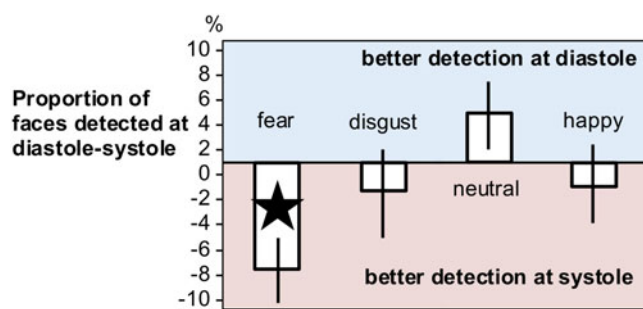 %
10
8
6
4
2
0
-2
-4
-6
-8
-10
Proportion of
faces detected at
diastole-systole
better detection at diastole
fear
disgust
happy
neutral
better detection at systole